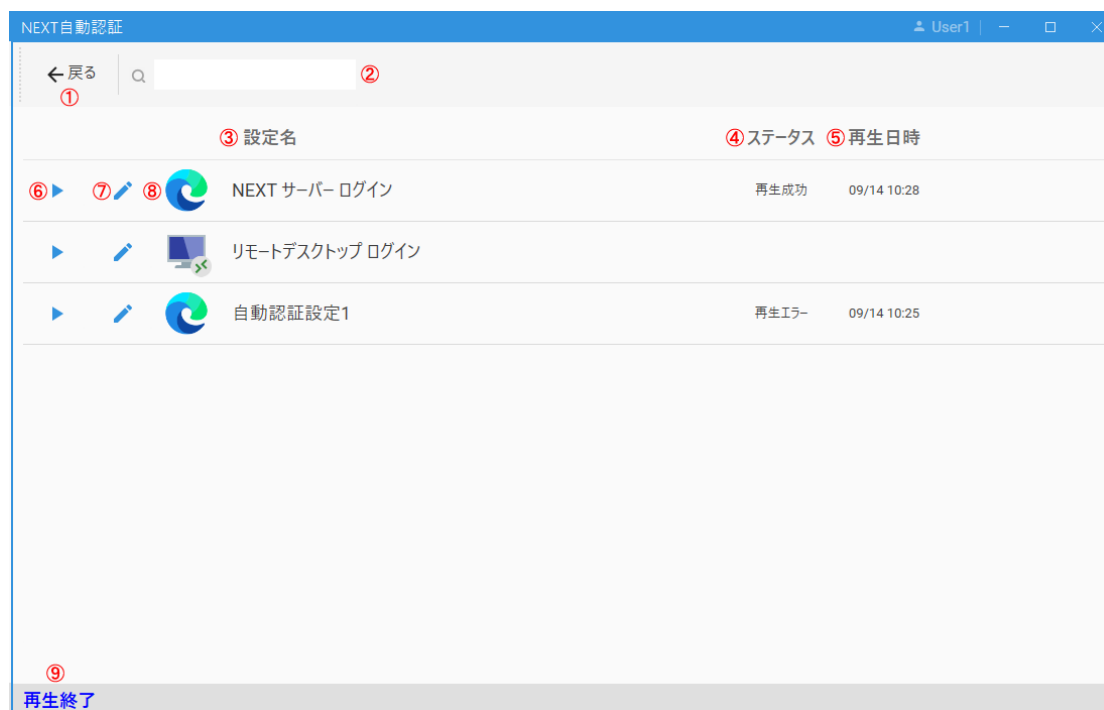 NEXT自動認証 User1
戻る ②
①
③ 設定名 ④ ステータス ⑤ 再生日時
⑥ ⑦ ⑧ NEXT サーバー ログイン 再生成功 09/14 10:28
リモートデスクトップ ログイン
自動認証設定1 再生エラー 09/14 10:25
⑨
再生終了